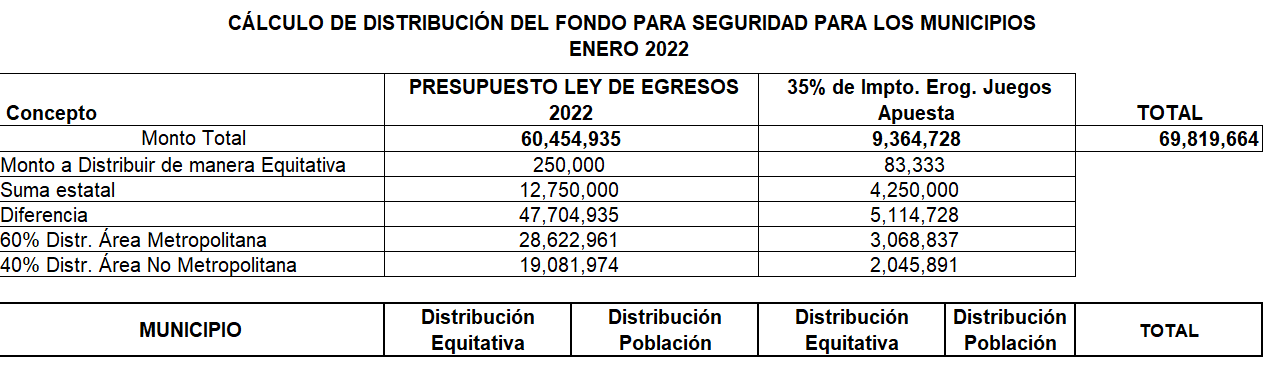 CÁLCULO DE DISTRIBUCIÓN DEL FONDO PARA SEGURIDAD PARA LOS MUNICIPIOS
ENERO 2022
Concepto PRESUPUESTO LEY DE EGRESOS 2022 35% de Impto. Erog. Juegos Apuesta TOTAL
Monto Total 60,454,935 9,364,728 69,819,664
Monto a Distribuir de manera Equitativa 250,000 83,333
Suma estatal 12,750,000 4,250,000
Diferencia 47,704,935 5,114,728
60% Distr. Área Metropolitana 28,622,961 3,068,837
40% Distr. Área No Metropolitana 19,081,974 2,045,891
MUNICIPIO Distribución Equitativa Distribución Población Distribución Equitativa Distribución Población TOTAL